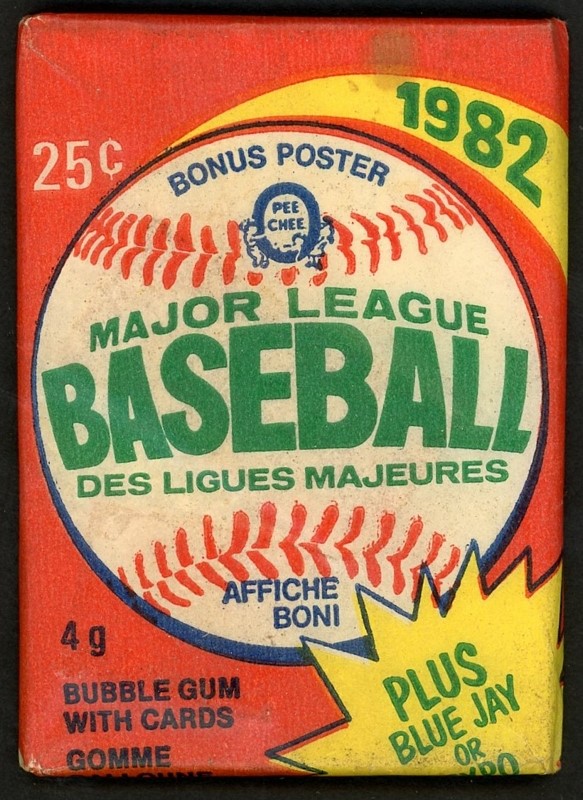 1982
25¢
BONUS POSTER
PEE
CHEE
MAJOR LEAGUE
BASEBALL
DES LIGUES MAJEURES
AFFICHE
BONI
4 g
BUBBLE GUM
WITH CARDS
GOMME
PLUS
BLUE JAY
OR